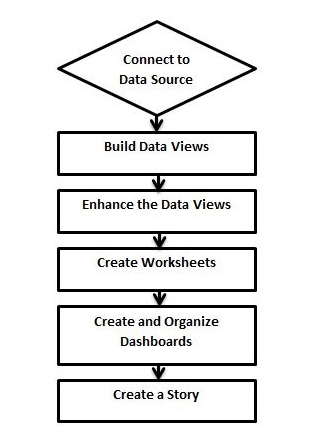 Connect to
Data Source
Build Data Views
Enhance the Data Views
Create Worksheets
Create and Organize
Dashboards
Create a Story